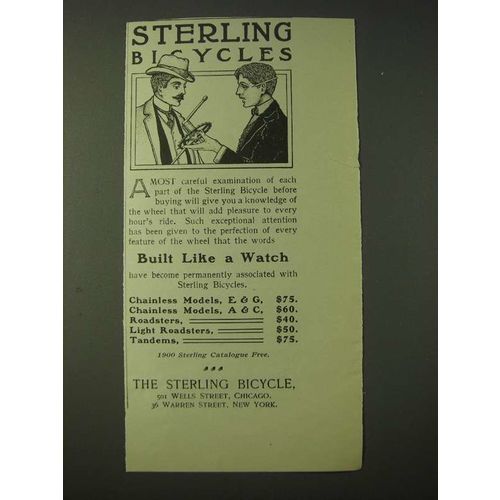 STERLING
BICYCLES
A MOST careful examination of each
part of the Sterling Bicycle before
buying will give you a knowledge of
the wheel that will add pleasure to every
hour's ride. Such exceptional attention
has been given to the perfection of every
feature of the wheel that the words
Built Like a Watch
have become permanently associated with
Sterling Bicycles.
Chainless Models, E & G, $75.
Chainless Models, A & C, $60.
Roadsters, $40.
Light Roadsters, $50.
Tandems, $75.
1900 Sterling Catalogue Free.
THE STERLING BICYCLE,
501 WELLS STREET, CHICAGO.
36 WARREN STREET, NEW YORK.